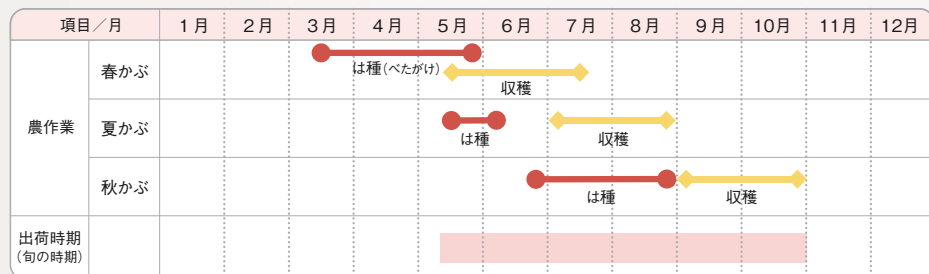 項目／月 1月 2月 3月 4月 5月 6月 7月 8月 9月 10月 11月 12月
農作業
春かぶ
は種(べたがけ)
収穫
夏かぶ
は種
収穫
秋かぶ
は種
収穫
出荷時期
(旬の時期)